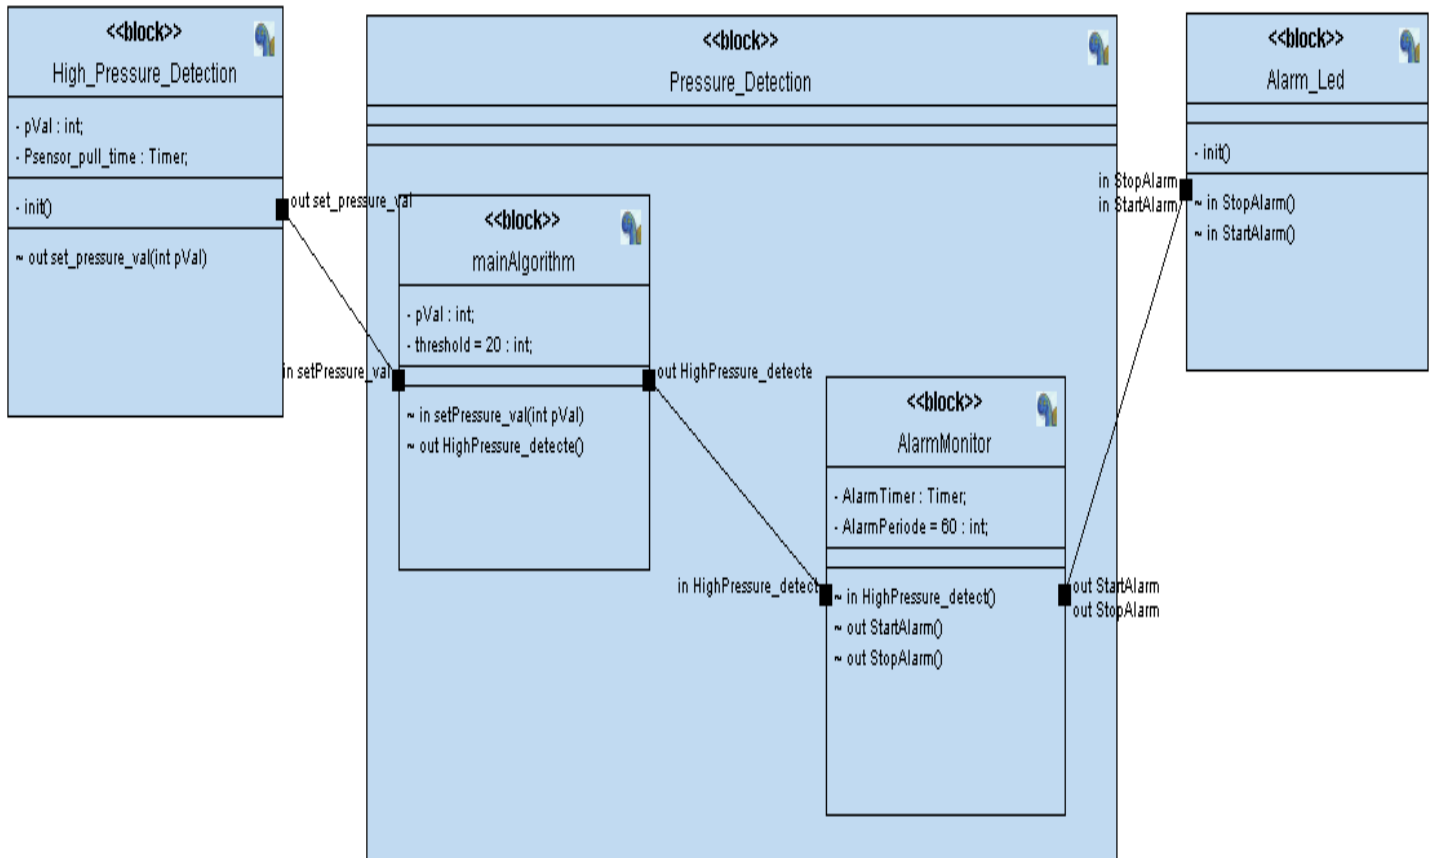 <<block>>
High_Pressure_Detection
- pVal : int;
- Psensor_pull_time : Timer;
- init()
~ out set_pressure_val(int pVal)
out set_pressure_val
<<block>>
Pressure_Detection
in setPressure_val
<<block>>
mainAlgorithm
- pVal : int;
- threshold = 20 : int;
~ in setPressure_val(int pVal)
~ out HighPressure_detecte()
out HighPressure_detecte
in HighPressure_detect
<<block>>
AlarmMonitor
- AlarmTimer : Timer;
- AlarmPeriode = 60 : int;
~ in HighPressure_detect()
~ out StartAlarm()
~ out StopAlarm()
out StartAlarm
out StopAlarm
in StopAlarm
in StartAlarm
<<block>>
Alarm_Led
- init()
~ in StopAlarm()
~ in StartAlarm()